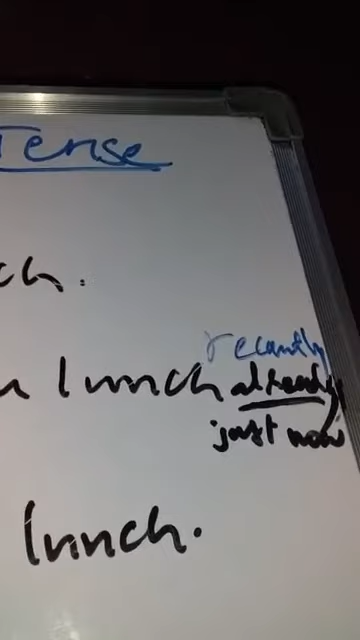 Tense
ch.
recently
n lunch already
just now
lunch.